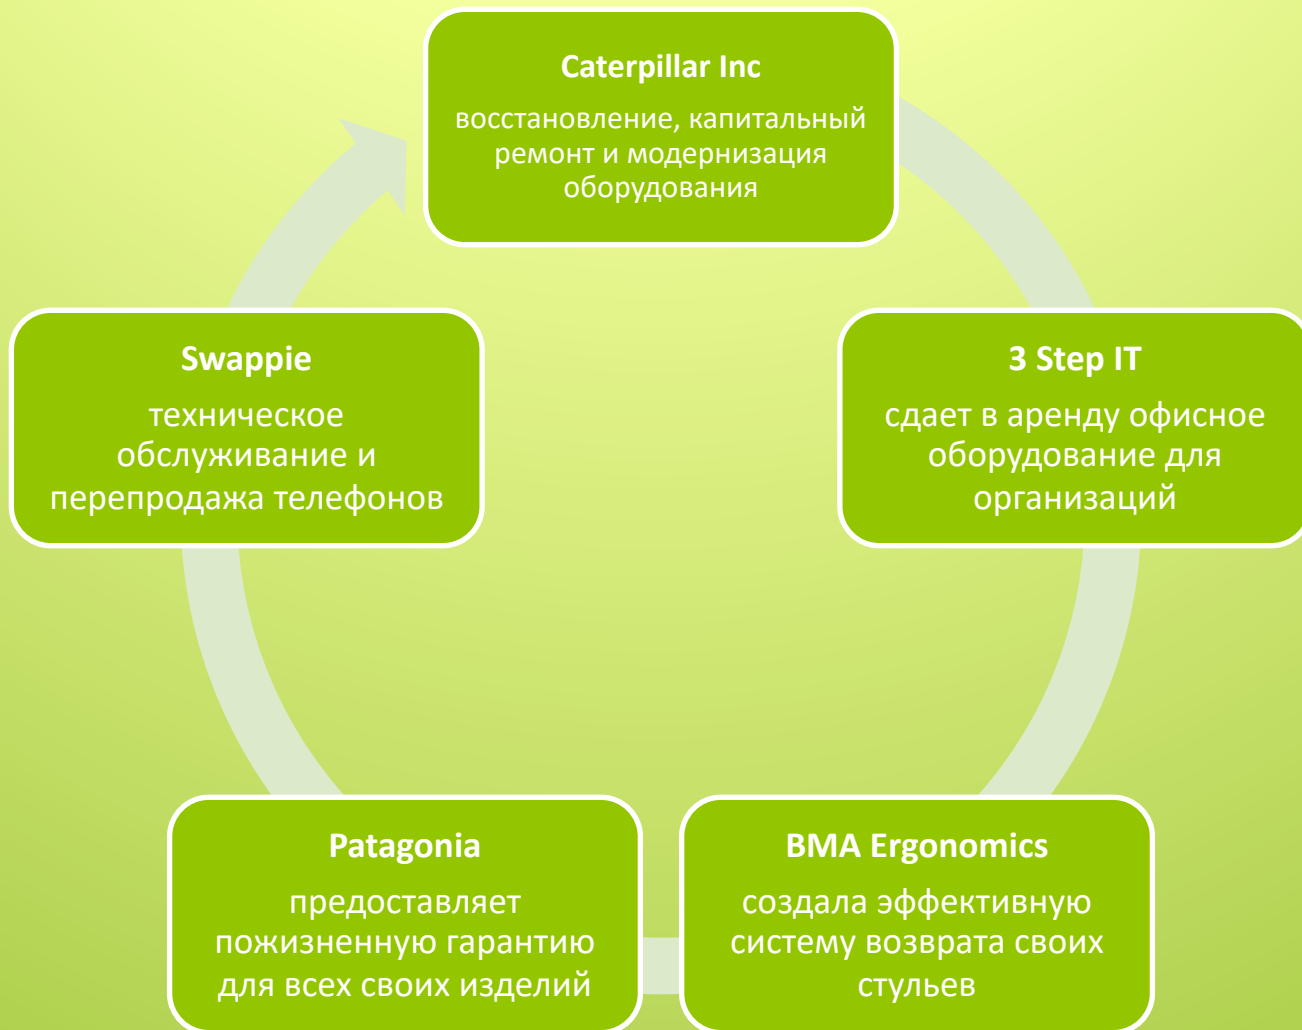 Caterpillar Inc
восстановление, капитальный
ремонт и модернизация
оборудования
3 Step IT
сдает в аренду офисное
оборудование для
организаций
BMA Ergonomics
создала эффективную
систему возврата своих
стульев
Patagonia
предоставляет
пожизненную гарантию
для всех своих изделий
Swappie
техническое
обслуживание и
перепродажа телефонов